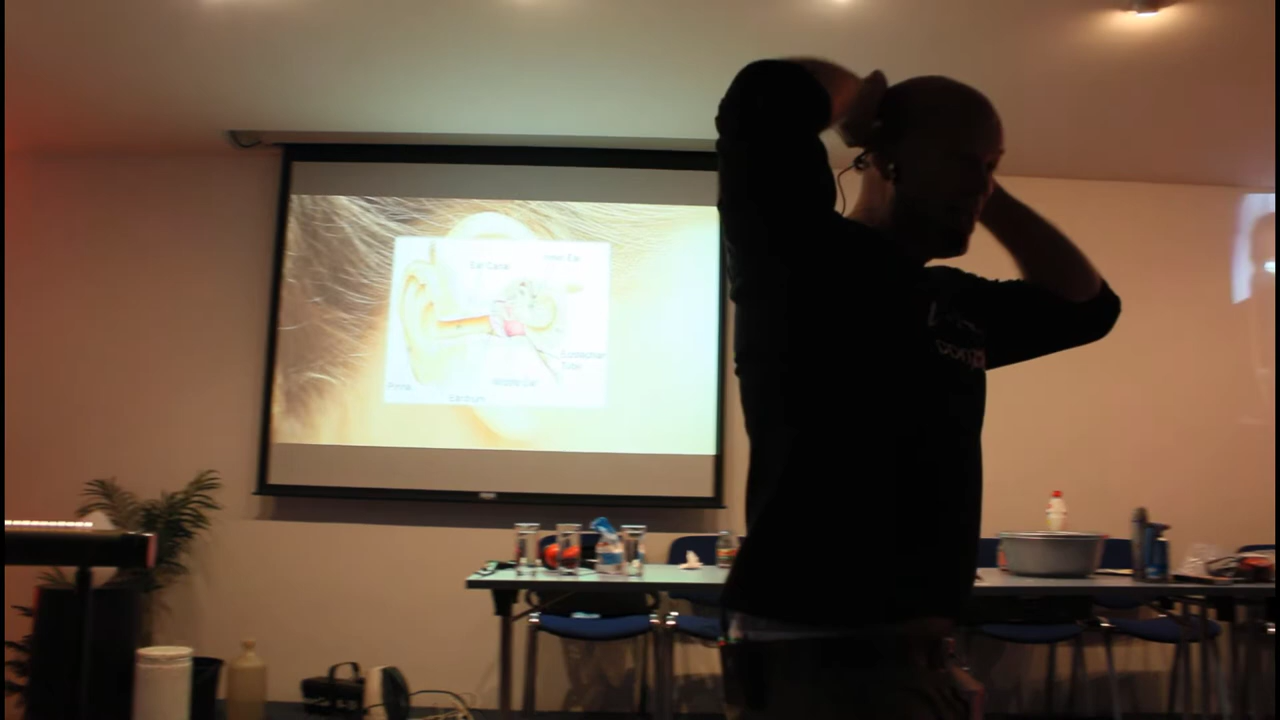 Ear Canal
Inner Ear
Eustachian
Tube
Middle Ear
Pinna
Eardrum